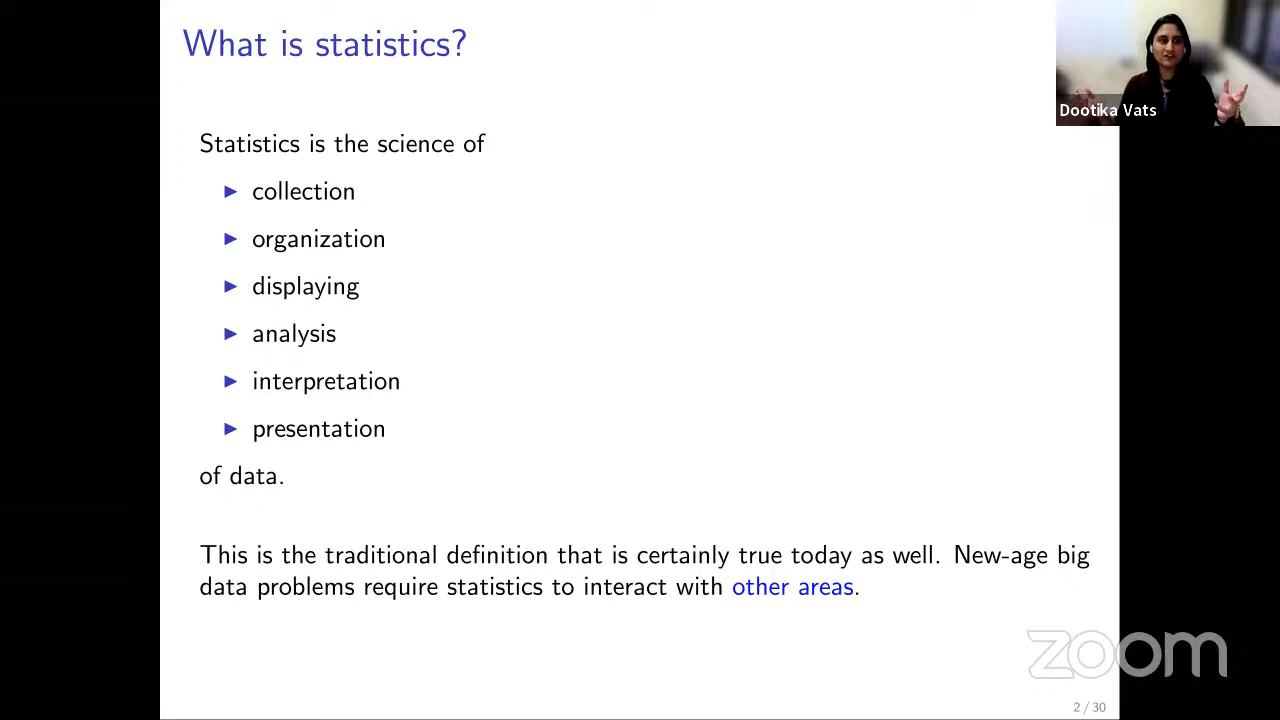 What is statistics?
Dootika Vats
Statistics is the science of
▶ collection
▶ organization
▶ displaying
▶ analysis
▶ interpretation
▶ presentation
of data.
This is the traditional definition that is certainly true today as well. New-age big
data problems require statistics to interact with other areas.
zoom
2 / 30